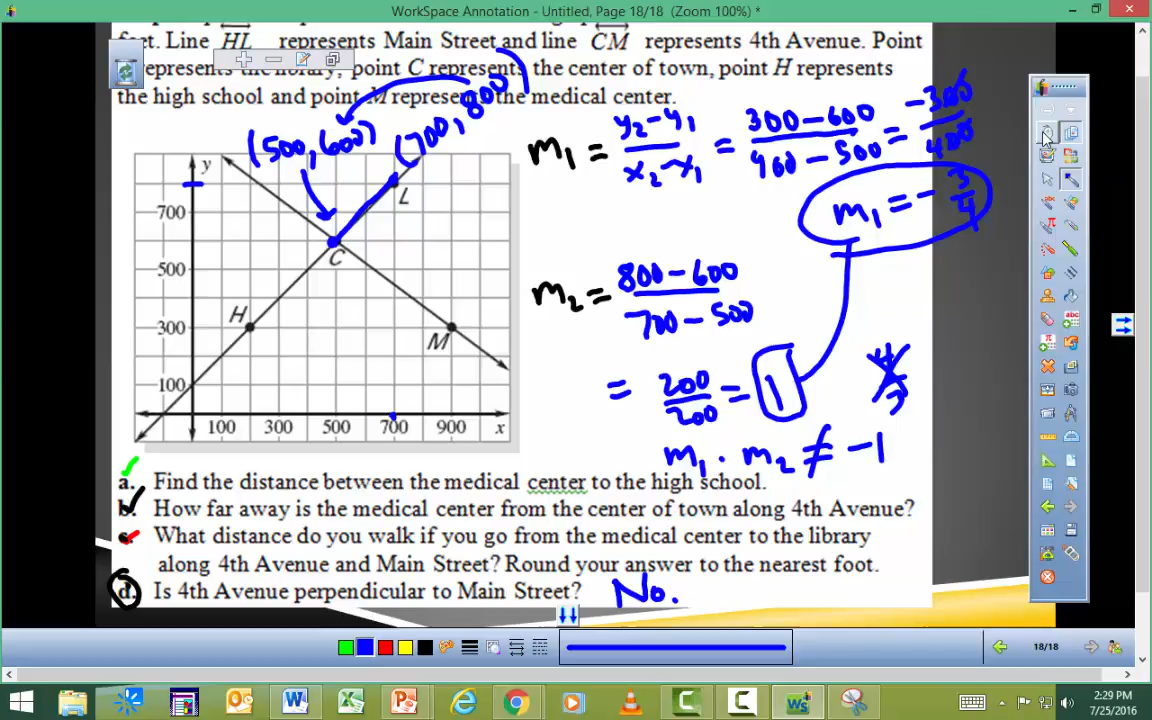 WorkSpace Annotation - Untitled, Page 18/18 (Zoom 100%) *
feet. Line HL represents Main Street and line CM represents 4th Avenue. Point
represents the library, point C represents the center of town, point H represents
the high school and point M represents the medical center.
(500, 600)
(700, 800)
y
700
500
300
100
L
C
H
M
100 300 500 700 900 x
m₁ = y₂-y₁ / x₂-x₁ = 300-600 / 900-500 = -300 / 400
m₁ = - 3/4
m₂ = 800-600 / 700-500
= 200/200 = 1
m₁ · m₂ ≠ -1
a. Find the distance between the medical center to the high school.
b. How far away is the medical center from the center of town along 4th Avenue?
c. What distance do you walk if you go from the medical center to the library
along 4th Avenue and Main Street? Round your answer to the nearest foot.
d. Is 4th Avenue perpendicular to Main Street? No.
18/18
2:29 PM
7/25/2016